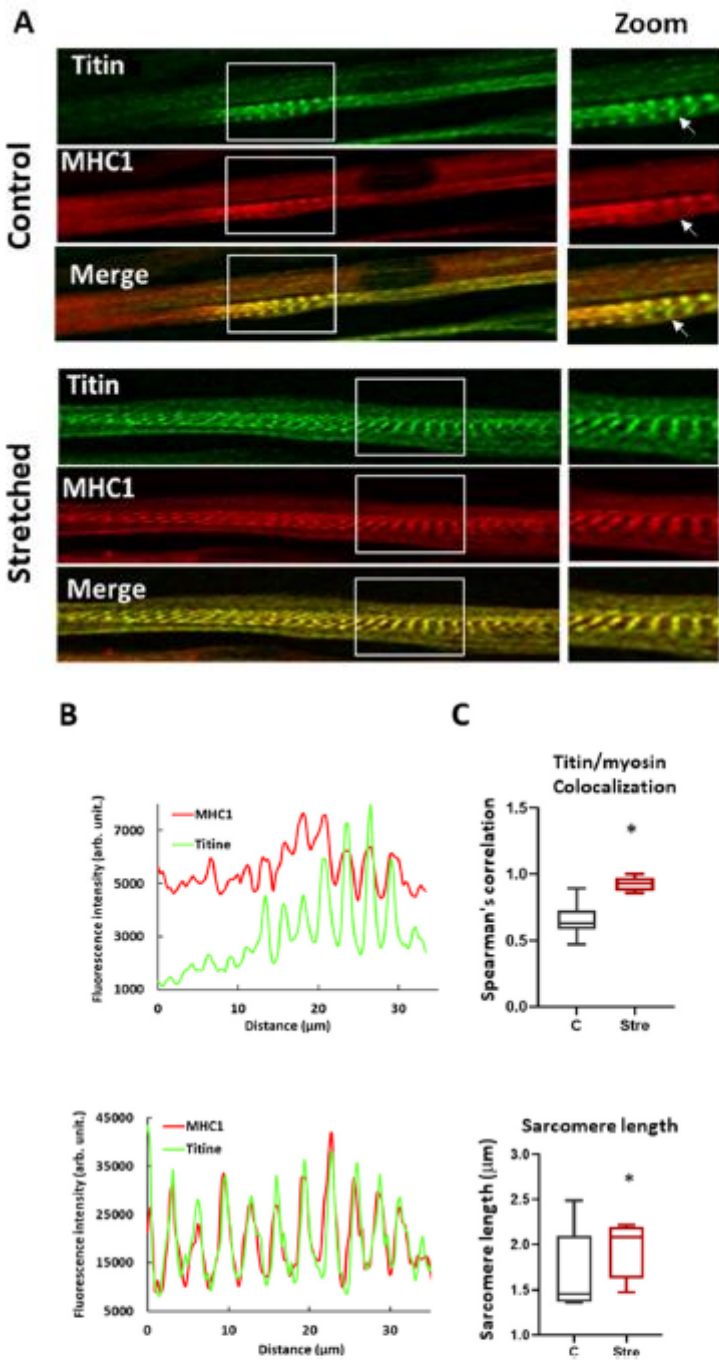 A
Zoom
Control
Titin
MHC1
Merge
Stretched
Titin
MHC1
Merge
B
Fluorescence intensity (arb. unit.)
7000
5000
3000
1000
MHC1
Titine
0 10 20 30
Distance (µm)
C
Titin/myosin
Colocalization
Spearman's correlation
1.5
1.0
0.5
0.0
*
C Stre
Fluorescence intensity (arb. unit.)
45000
35000
25000
15000
5000
MHC1
Titine
0 10 20 30
Distance (µm)
Sarcomere length
Sarcomere length (µm)
3.0
2.5
2.0
1.5
1.0
*
C Stre